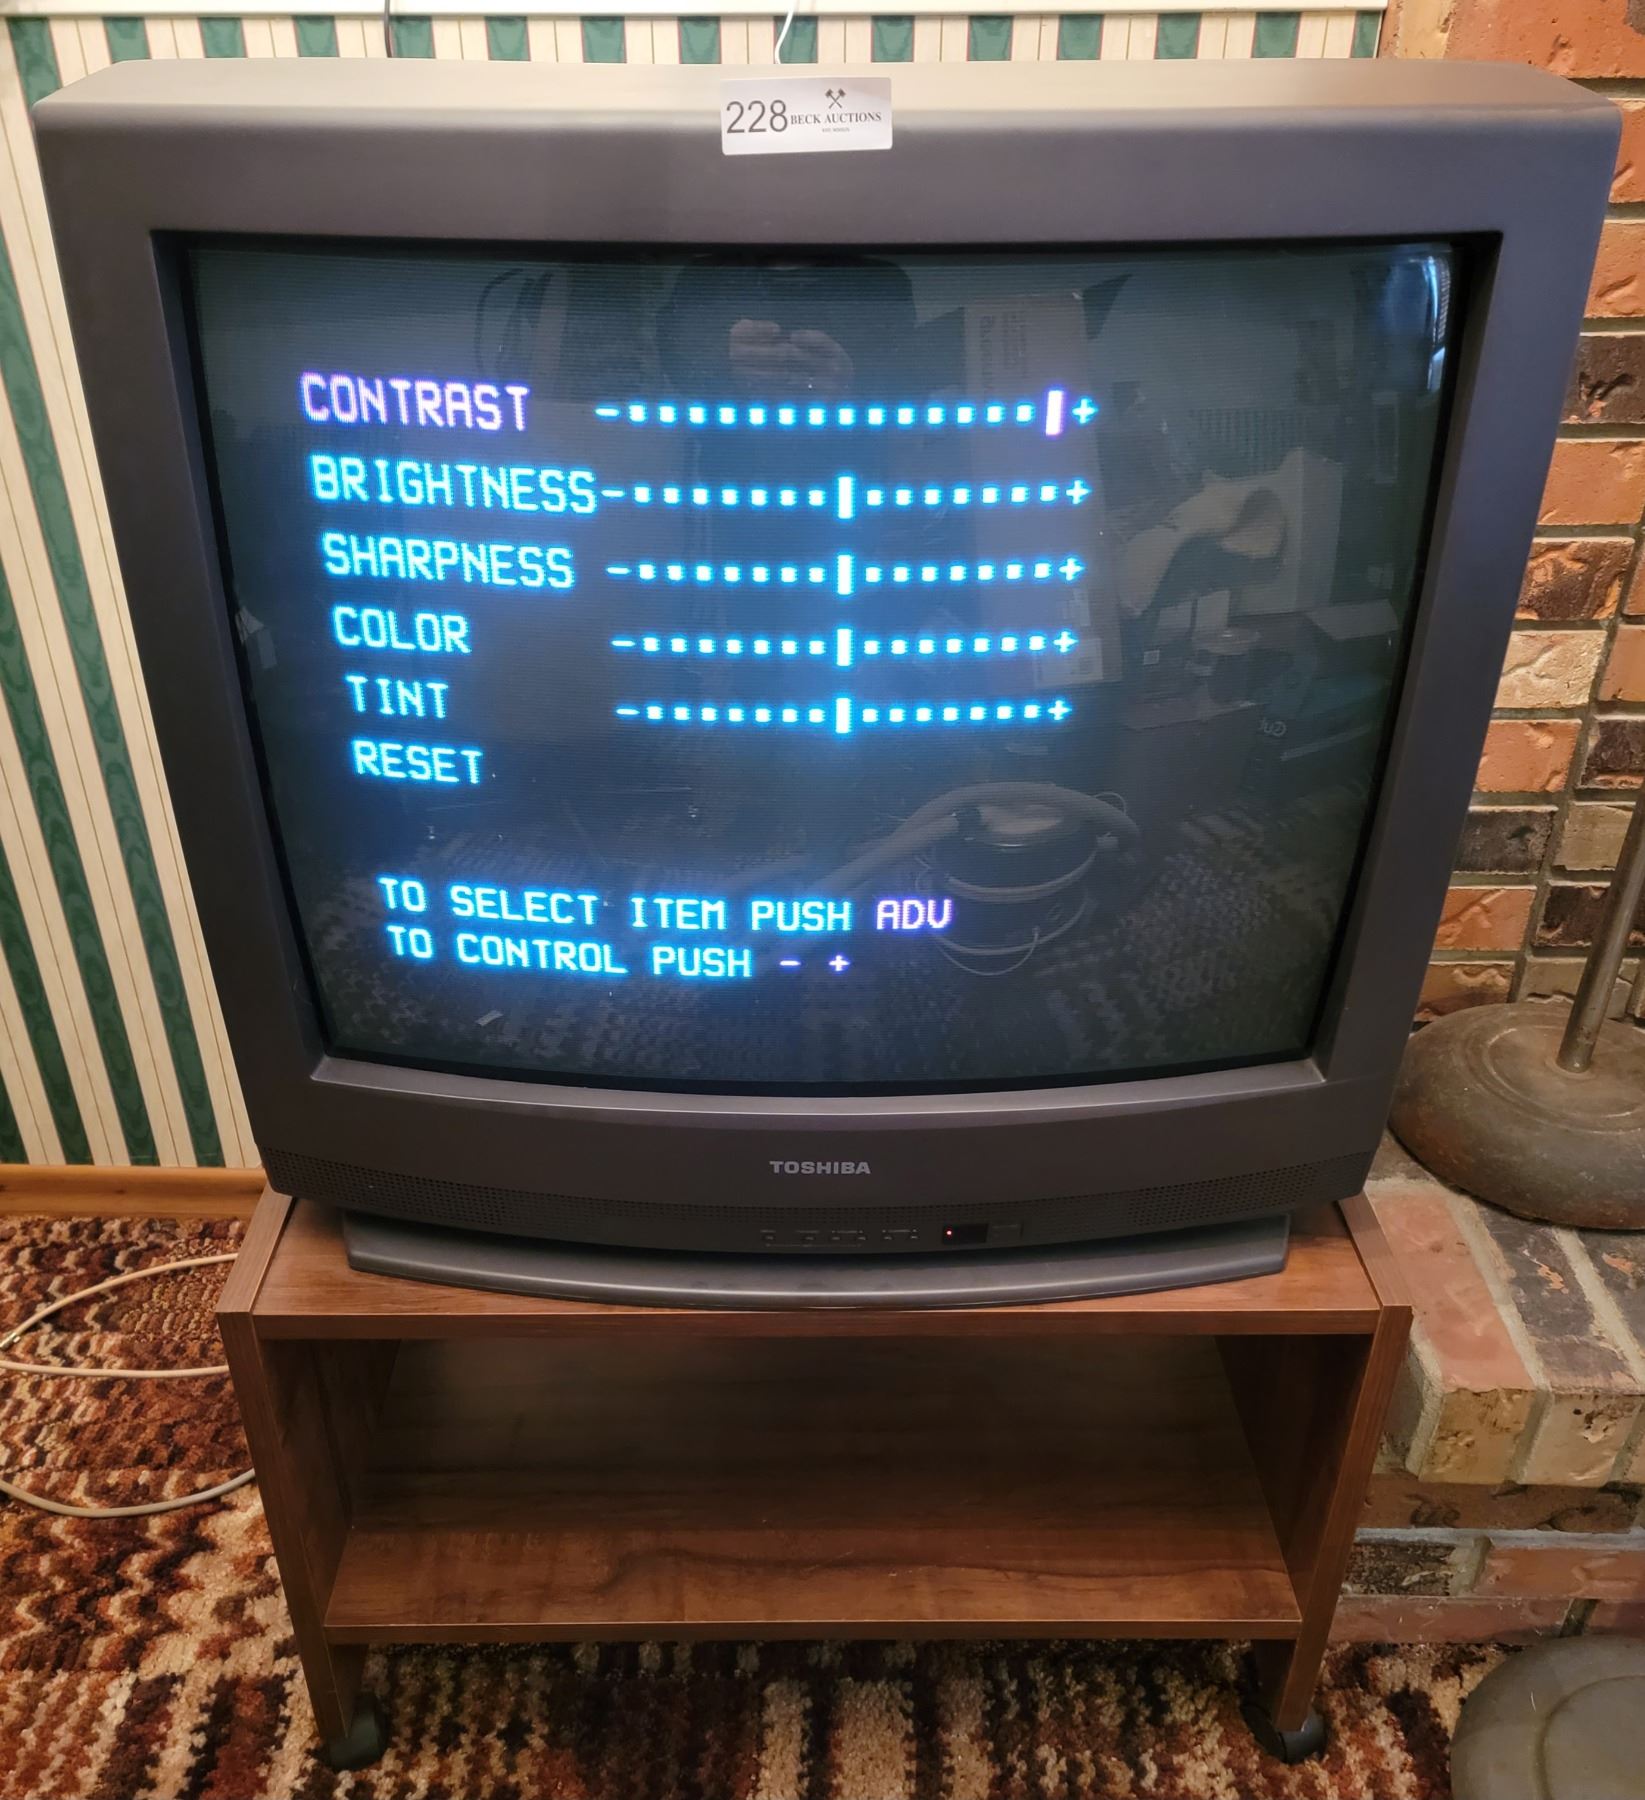 228 BECK AUCTIONS
CONTRAST - +
BRIGHTNESS - +
SHARPNESS - +
COLOR - +
TINT - +
RESET
TO SELECT ITEM PUSH ADV
TO CONTROL PUSH - +
TOSHIBA